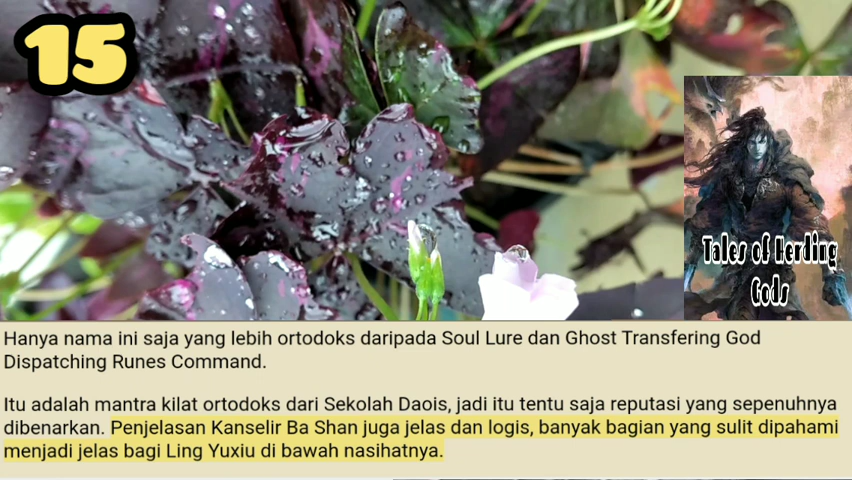 15
Tales of Herding
Gods
Hanya nama ini saja yang lebih ortodoks daripada Soul Lure dan Ghost Transfering God
Dispatching Runes Command.
Itu adalah mantra kilat ortodoks dari Sekolah Daois, jadi itu tentu saja reputasi yang sepenuhnya
dibenarkan. Penjelasan Kanselir Ba Shan juga jelas dan logis, banyak bagian yang sulit dipahami
menjadi jelas bagi Ling Yuxiu di bawah nasihatnya.